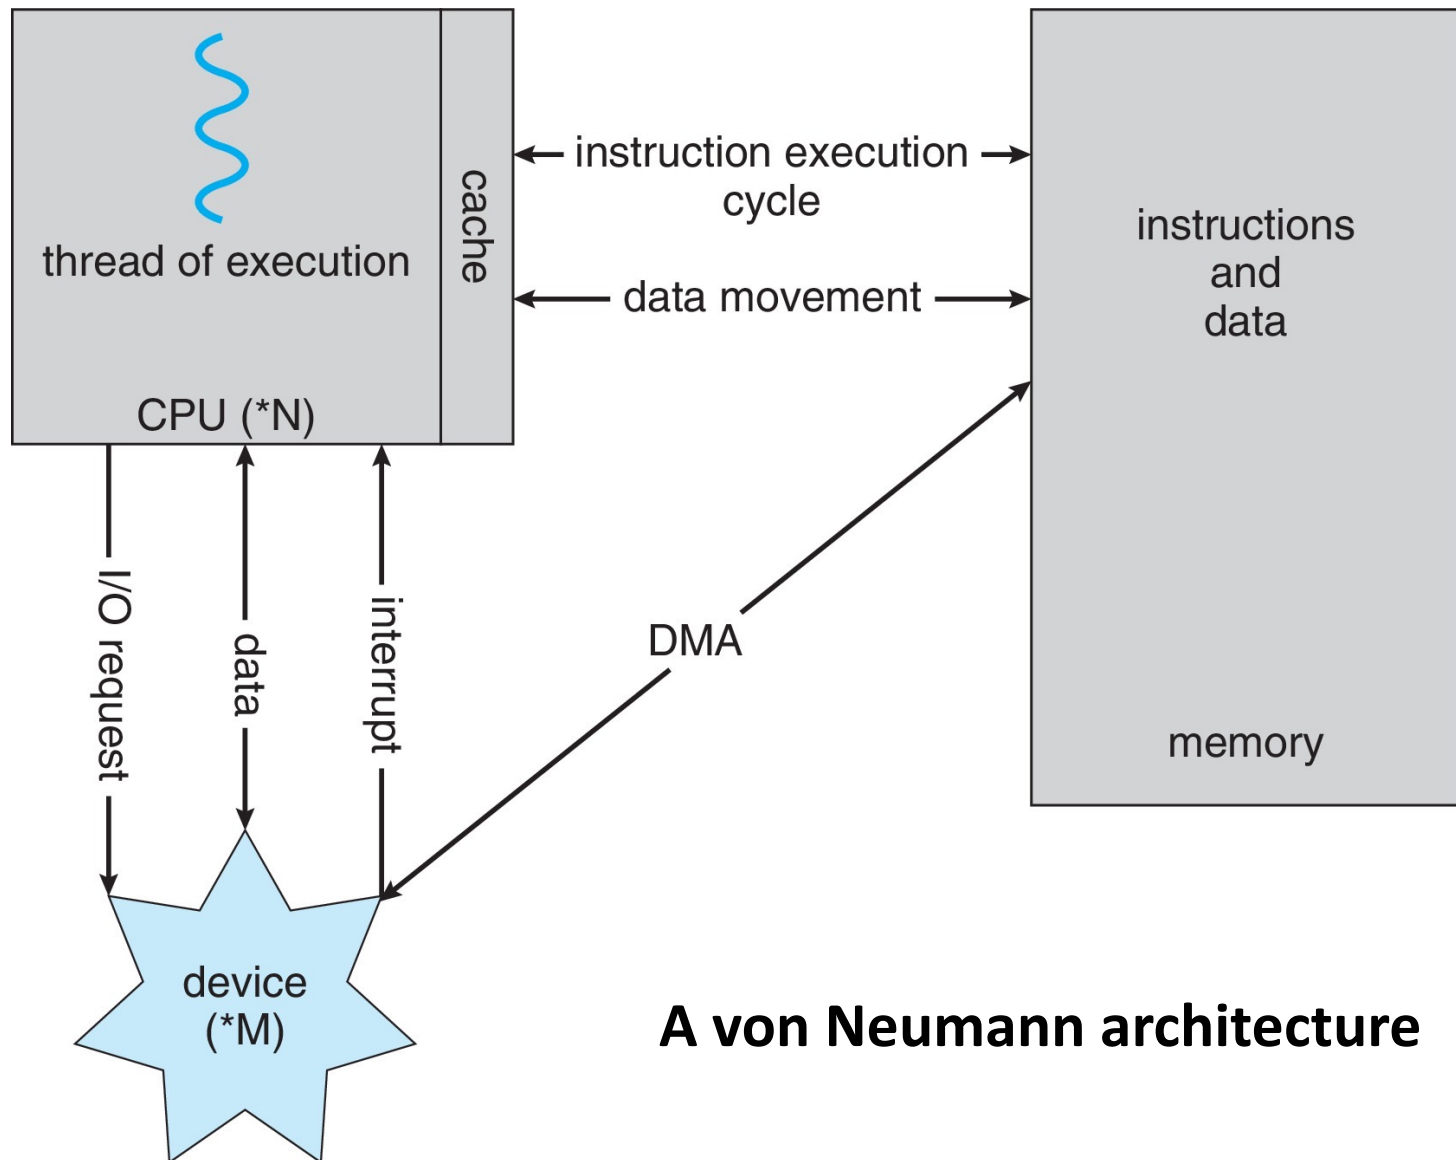 thread of execution
cache
CPU (*N)
instruction execution
cycle
data movement
instructions
and
data
memory
I/O request
data
interrupt
DMA
device
(*M)
A von Neumann architecture